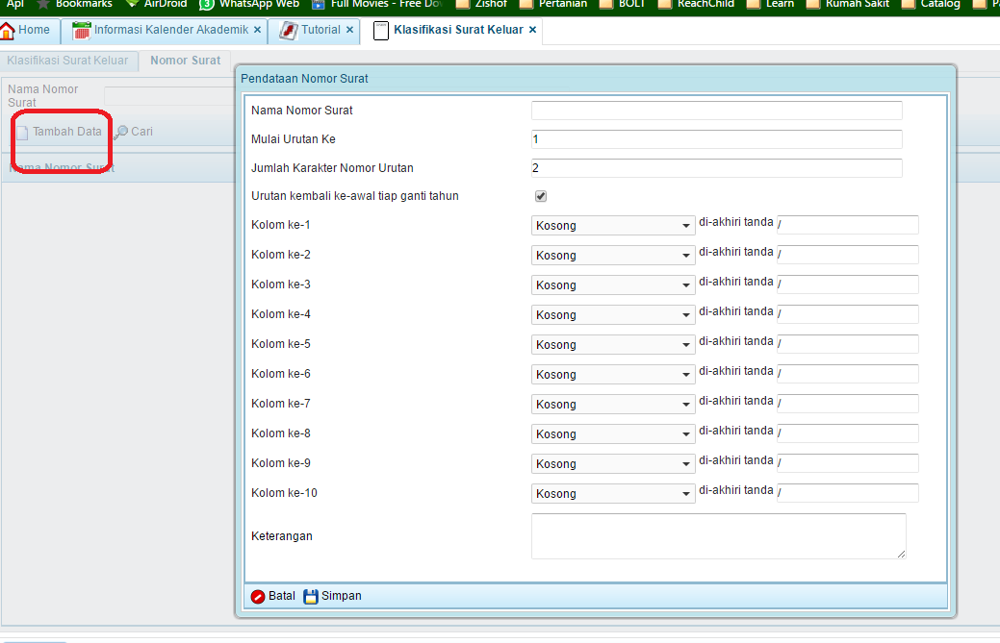 Apl Bookmarks AirDroid 3 WhatsApp Web Full Movies - Free Do Zishof Pertanian BOLT ReachChild Learn Rumah Sakit Catalog
Home Informasi Kalender Akademik × Tutorial × Klasifikasi Surat Keluar ×
Klasifikasi Surat Keluar Nomor Surat
Nama Nomor
Surat
Tambah Data Cari
Nama Nomor Surat
Pendataan Nomor Surat
Nama Nomor Surat
Mulai Urutan Ke 1
Jumlah Karakter Nomor Urutan 2
Urutan kembali ke-awal tiap ganti tahun
Kolom ke-1 Kosong di-akhiri tanda /
Kolom ke-2 Kosong di-akhiri tanda /
Kolom ke-3 Kosong di-akhiri tanda /
Kolom ke-4 Kosong di-akhiri tanda /
Kolom ke-5 Kosong di-akhiri tanda /
Kolom ke-6 Kosong di-akhiri tanda /
Kolom ke-7 Kosong di-akhiri tanda /
Kolom ke-8 Kosong di-akhiri tanda /
Kolom ke-9 Kosong di-akhiri tanda /
Kolom ke-10 Kosong di-akhiri tanda /
Keterangan
Batal Simpan